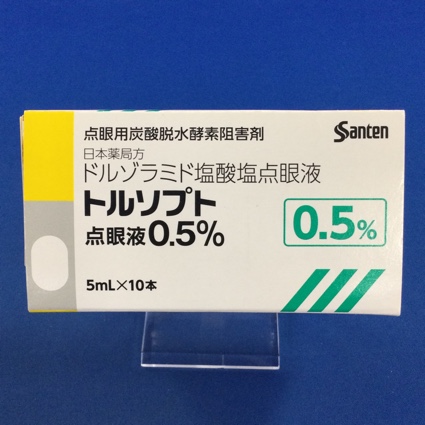 点眼用炭酸脱水酵素阻害剤
Santen
日本薬局方
ドルゾラミド塩酸塩点眼液
トルソプト
点眼液0.5%
0.5%
5mL×10本